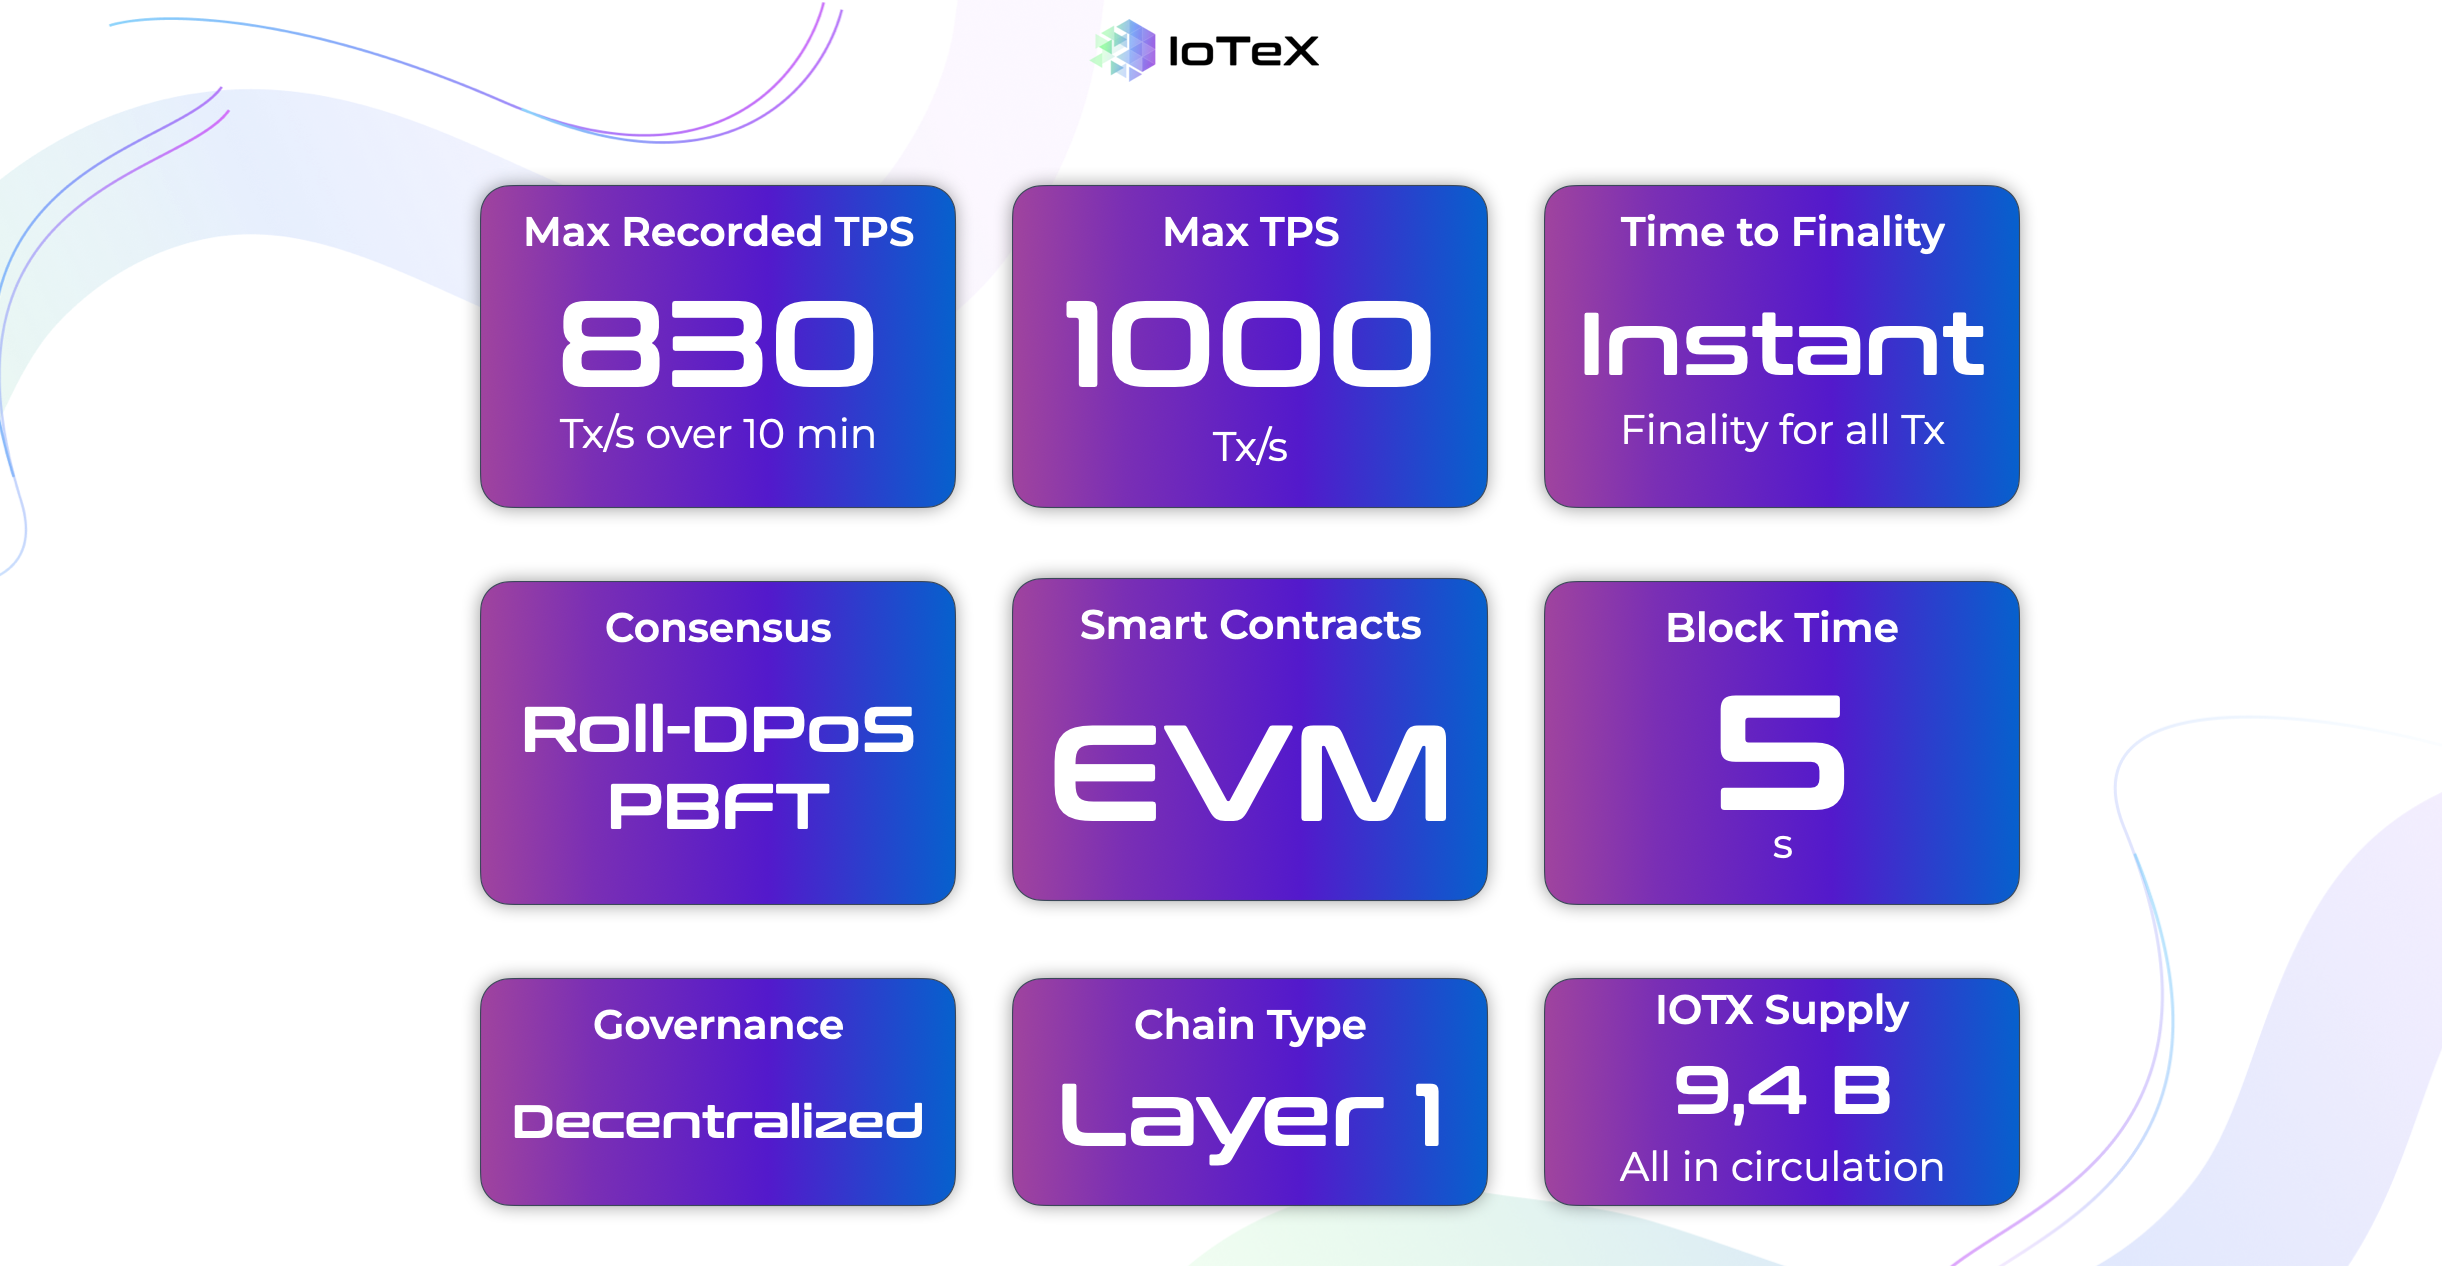 IoTeX
Max Recorded TPS
830
Tx/s over 10 min
Max TPS
1000
Tx/s
Time to Finality
Instant
Finality for all Tx
Consensus
Roll-DPoS
PBFT
Smart Contracts
EVM
Block Time
5
s
Governance
Decentralized
Chain Type
Layer 1
IOTX Supply
9,4 B
All in circulation